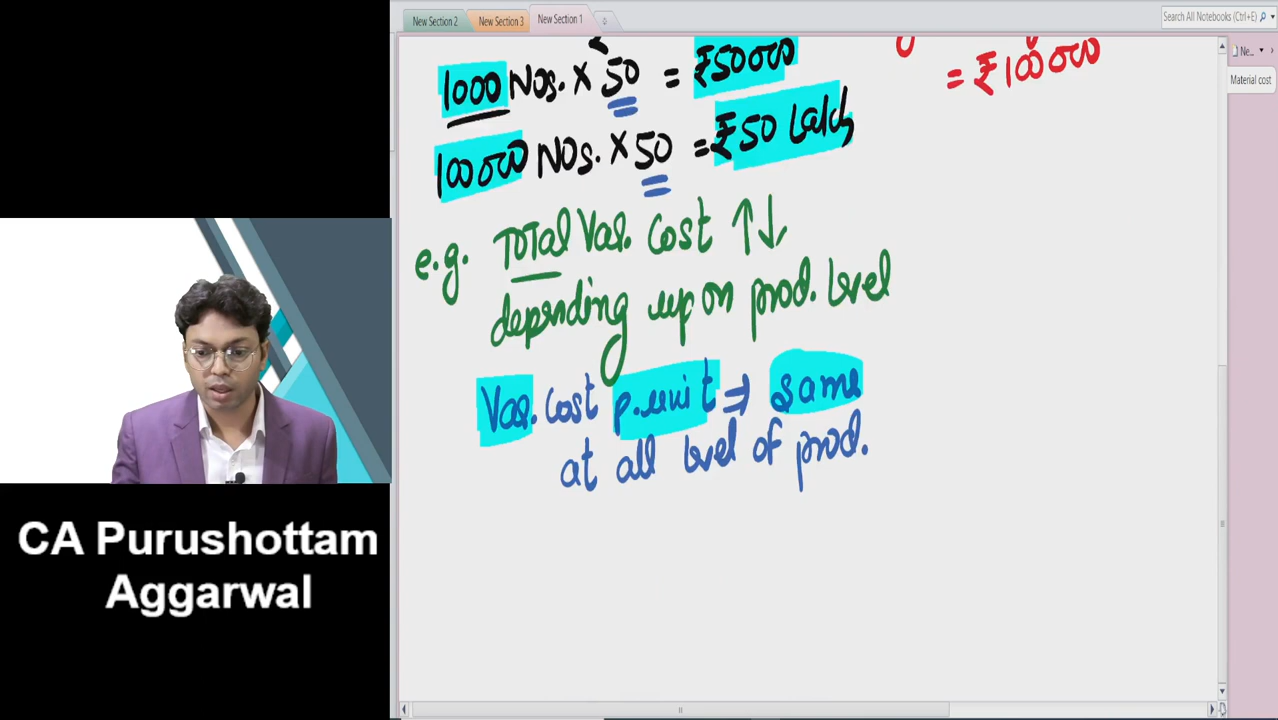 New Section 2
New Section 3
New Section 1
Search All Notebooks (Ctrl+E)
Ne...
Material cost
1000 Nos. × 50 = ₹50000
= ₹100000
100000 Nos. × 50 = ₹50 Lakh
e.g. Total Var. Cost ↑↓
depending upon prod. level
Var. Cost p.unit ⇒ same
at all level of prod.
CA Purushottam
Aggarwal